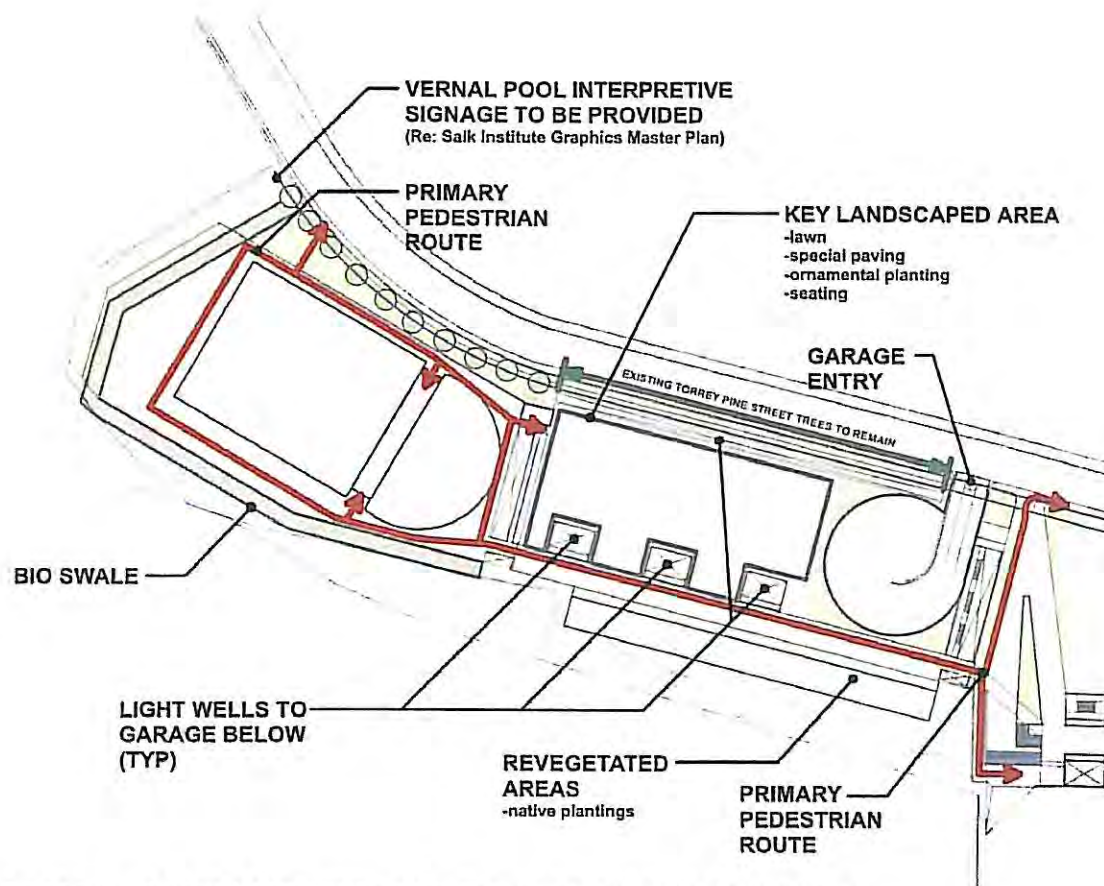 VERNAL POOL INTERPRETIVE
SIGNAGE TO BE PROVIDED
(Re: Salk Institute Graphics Master Plan)
PRIMARY
PEDESTRIAN
ROUTE
KEY LANDSCAPED AREA
-lawn
-special paving
-ornamental planting
-seating
GARAGE
ENTRY
EXISTING TORREY PINE STREET TREES TO REMAIN
BIO SWALE
LIGHT WELLS TO
GARAGE BELOW
(TYP)
REVEGETATED
AREAS
-native plantings
PRIMARY
PEDESTRIAN
ROUTE